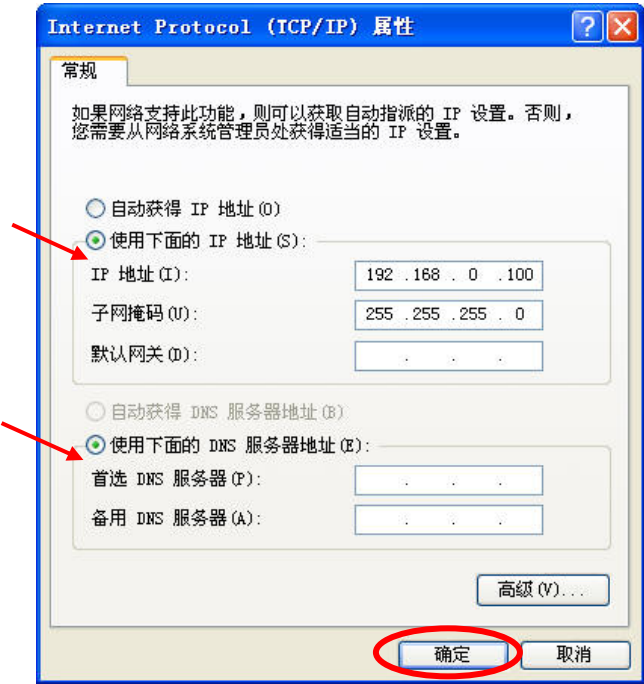 Internet Protocol (TCP/IP) 属性
常规
如果网络支持此功能，则可以获取自动指派的 IP 设置。否则，
您需要从网络系统管理员处获得适当的 IP 设置。
自动获得 IP 地址(O)
使用下面的 IP 地址(S):
IP 地址(I): 192 .168 . 0 .100
子网掩码(U): 255 .255 .255 . 0
默认网关(D): . . .
自动获得 DNS 服务器地址(B)
使用下面的 DNS 服务器地址(E):
首选 DNS 服务器(P): . . .
备用 DNS 服务器(A): . . .
高级(V)...
确定 取消